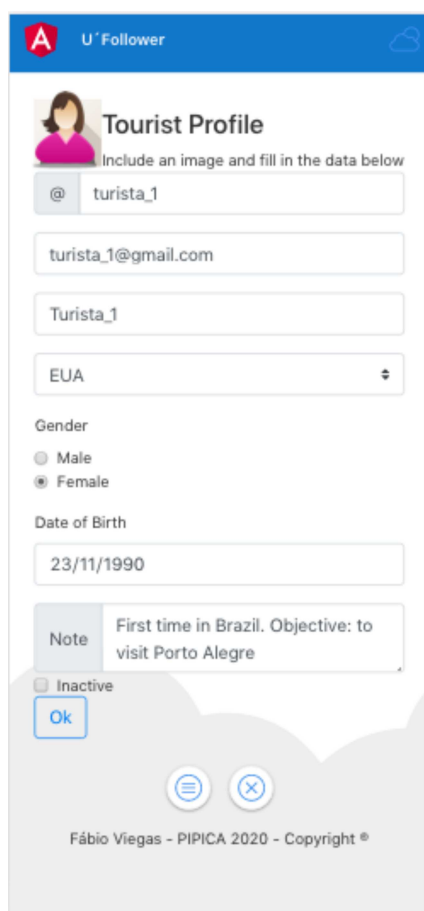 A
U´Follower
Tourist Profile
Include an image and fill in the data below
@ turista_1
turista_1@gmail.com
Turista_1
EUA
Gender
Male
Female
Date of Birth
23/11/1990
Note
First time in Brazil. Objective: to
visit Porto Alegre
Inactive
Ok
Fábio Viegas - PIPICA 2020 - Copyright ®